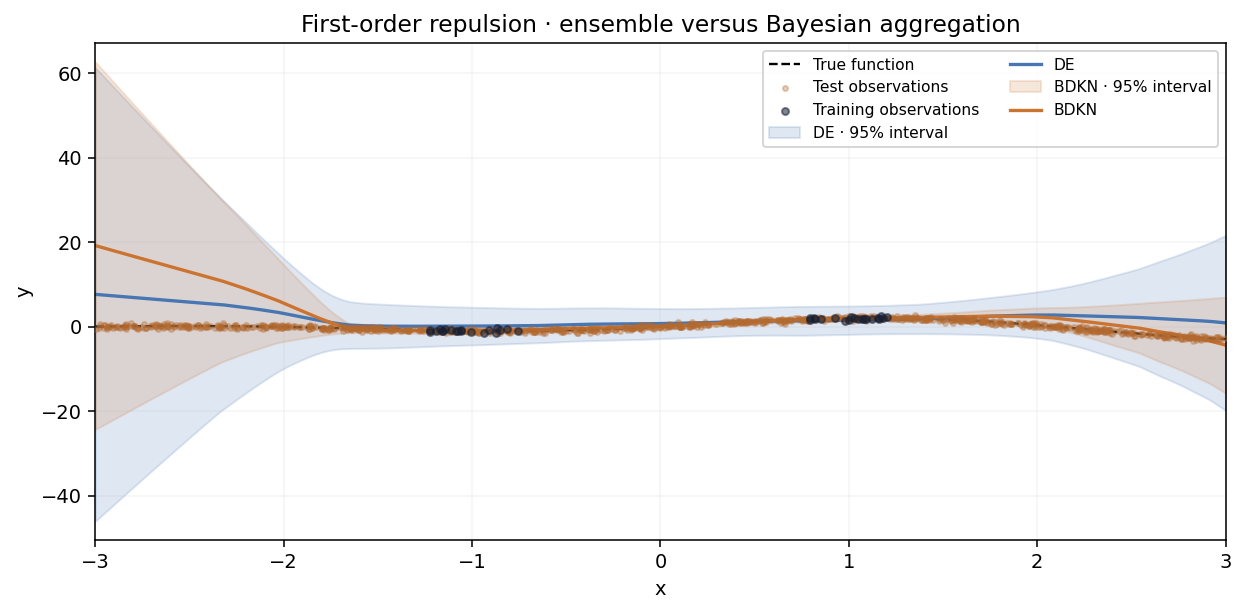 First-order repulsion · ensemble versus Bayesian aggregation
True function
Test observations
Training observations
DE · 95% interval
DE
BDKN · 95% interval
BDKN
y
60
40
20
0
−20
−40
−3
−2
−1
0
1
2
3
x